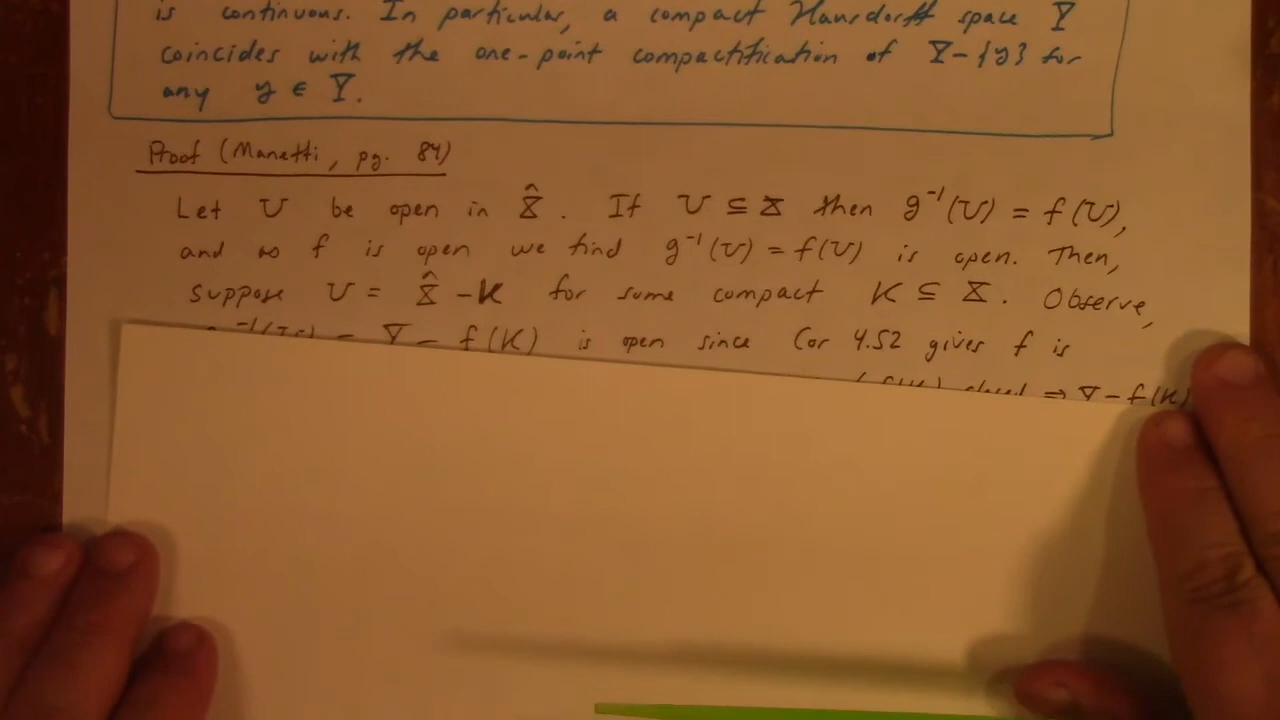 is continuous. In particular, a compact Hausdorff space Y
coincides with the one-point compactification of Y-{y} for
any y ∈ Y.
Proof (Manetti, pg. 84)
Let U be open in X̂. If U ⊆ X then g⁻¹(U) = f(U),
and as f is open we find g⁻¹(U) = f(U) is open. Then,
suppose U = X̂ - K for some compact K ⊆ X. Observe,
g⁻¹(U) = Y - f(K) is open since Cor 4.52 gives f is
⇒ Y - f(K)